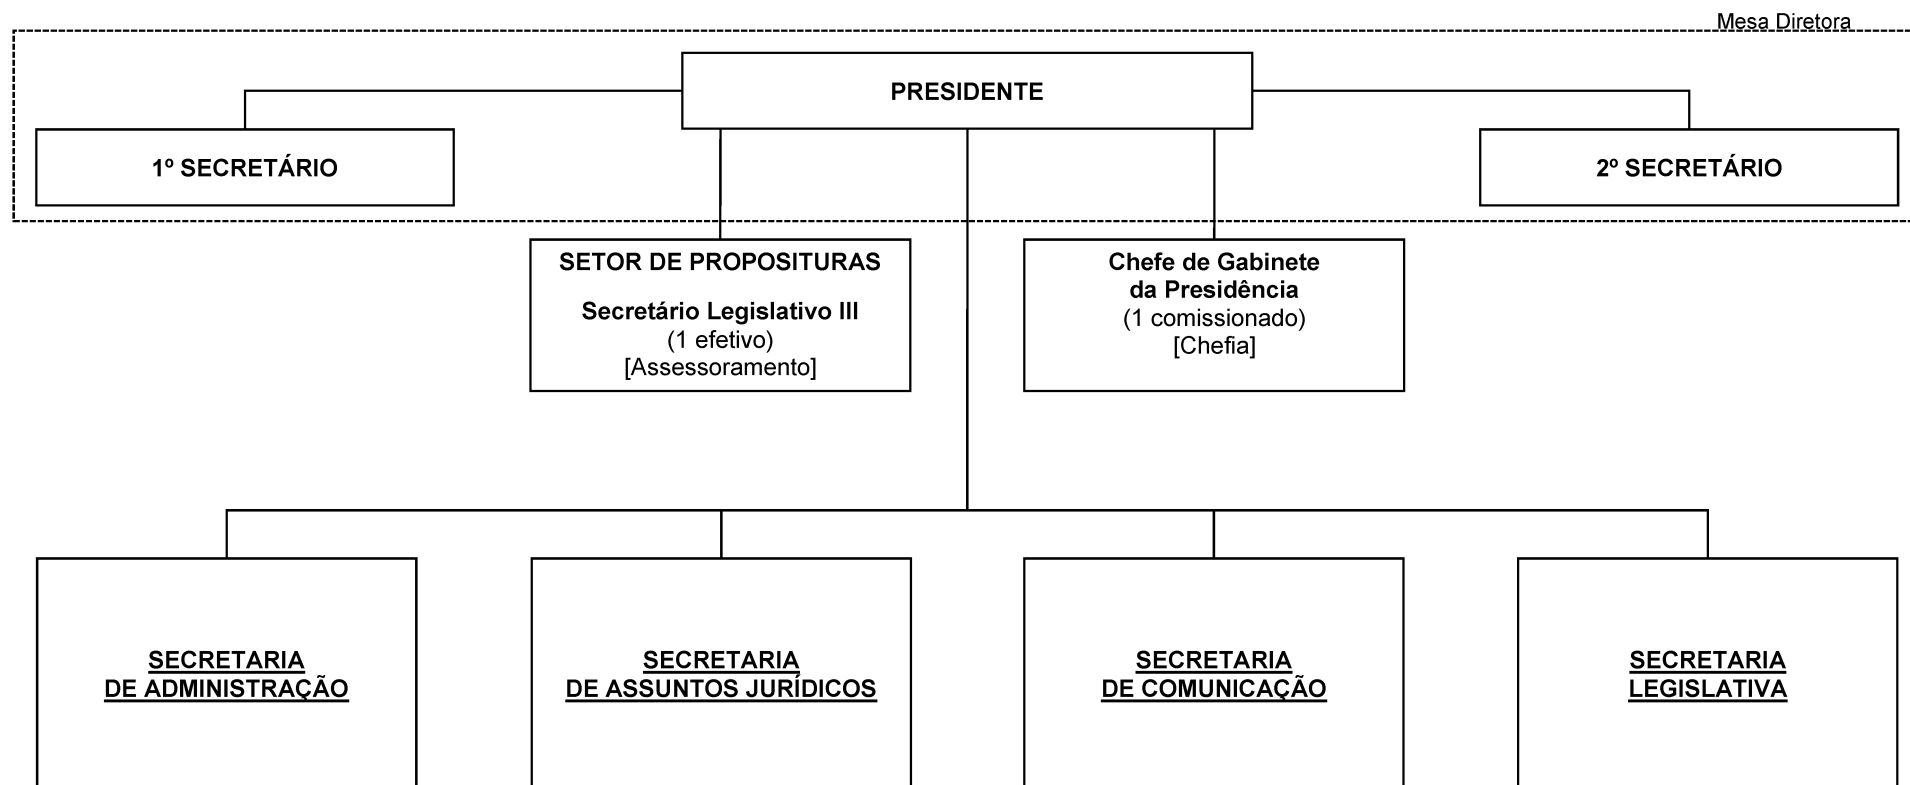 Mesa Diretora
PRESIDENTE
1º SECRETÁRIO
2º SECRETÁRIO
SETOR DE PROPOSITURAS
Secretário Legislativo III
(1 efetivo)
[Assessoramento]
Chefe de Gabinete
da Presidência
(1 comissionado)
[Chefia]
SECRETARIA
DE ADMINISTRAÇÃO
SECRETARIA
DE ASSUNTOS JURÍDICOS
SECRETARIA
DE COMUNICAÇÃO
SECRETARIA
LEGISLATIVA